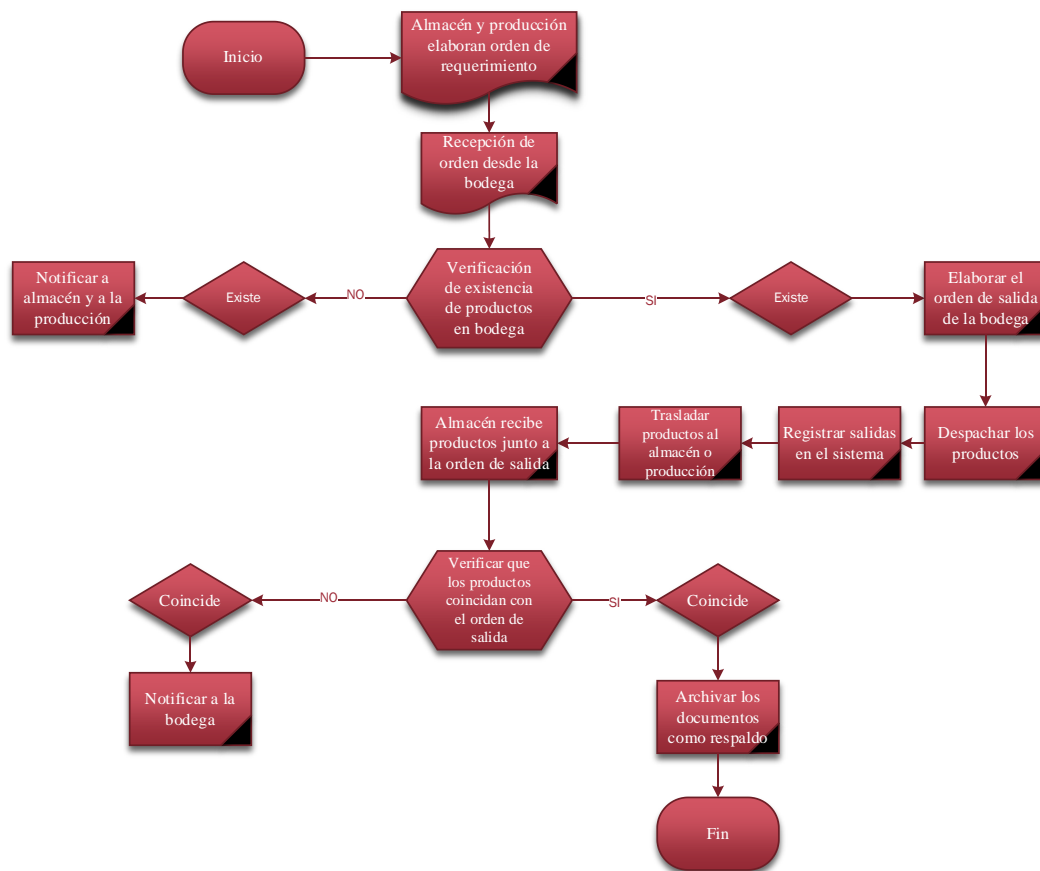 Inicio
Almacén y producción
elaboran orden de
requerimiento
Recepción de
orden desde la
bodega
Notificar a
almacén y a la
producción
Existe
NO
Verificación
de existencia
de productos
en bodega
SI
Existe
Elaborar el
orden de salida
de la bodega
Almacén recibe
productos junto a
la orden de salida
Trasladar
productos al
almacén o
producción
Registrar salidas
en el sistema
Despachar los
productos
Coincide
NO
Verificar que
los productos
coincidan con
el orden de
salida
SI
Coincide
Notificar a la
bodega
Archivar los
documentos
como respaldo
Fin